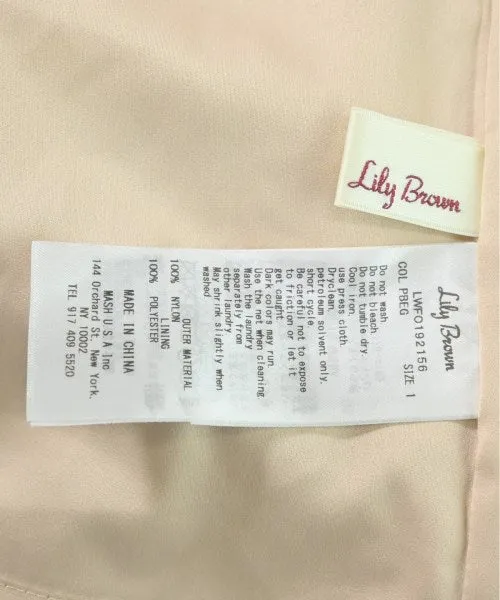 Lily Brown
Lily Brown
LWFO192156
COL PBEG SIZE 1
Do not wash
Do not bleach
Do not tumble dry.
Cool iron.
use press cloth
Dryclean.
petroleum solvent only.
short cycle
Be careful not to expose
to friction or let it
get caught
Dark colors may run
Use the net when cleaning
Wash the laundry
separately from
other laundry
May shrink slightly when
washed
OUTER MATERIAL
100% NYLON
LINING
100% POLYESTER
MADE IN CHINA
MASH U S A Inc
144 Orchard St, New York,
NY 10002
TEL 917 409 5520